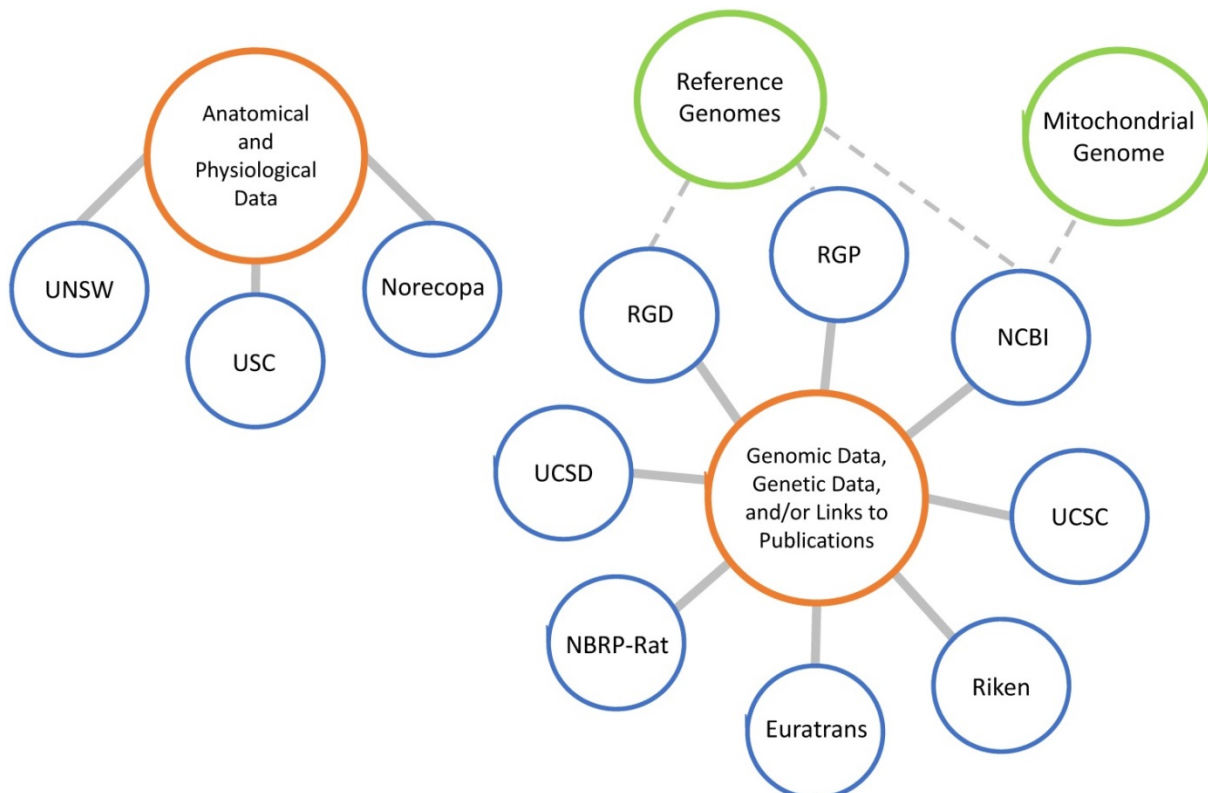 Anatomical
and
Physiological
Data
UNSW
USC
Norecopa
Reference
Genomes
Mitochondrial
Genome
RGD
RGP
NCBI
UCSD
Genomic Data,
Genetic Data,
and/or Links to
Publications
UCSC
NBRP-Rat
Euratrans
Riken